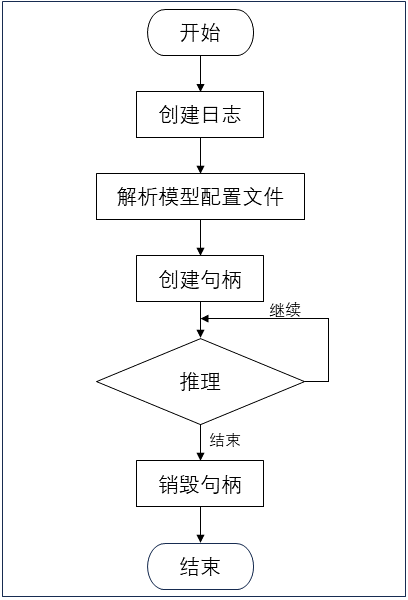 开始
创建日志
解析模型配置文件
创建句柄
继续
推理
结束
销毁句柄
结束